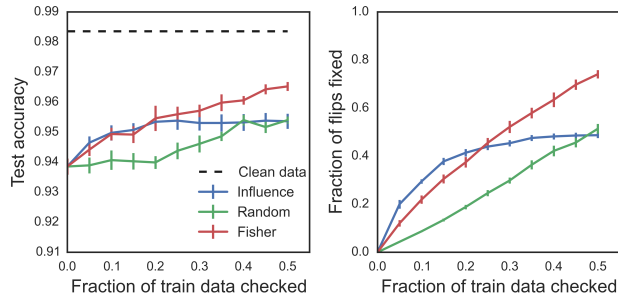 0.99
0.98
0.97
0.96
0.95
0.94
0.93
0.92
0.91
Test accuracy
0.0 0.1 0.2 0.3 0.4 0.5
Fraction of train data checked
Clean data
Influence
Random
Fisher
1.0
0.8
0.6
0.4
0.2
0.0
Fraction of flips fixed
0.0 0.1 0.2 0.3 0.4 0.5
Fraction of train data checked